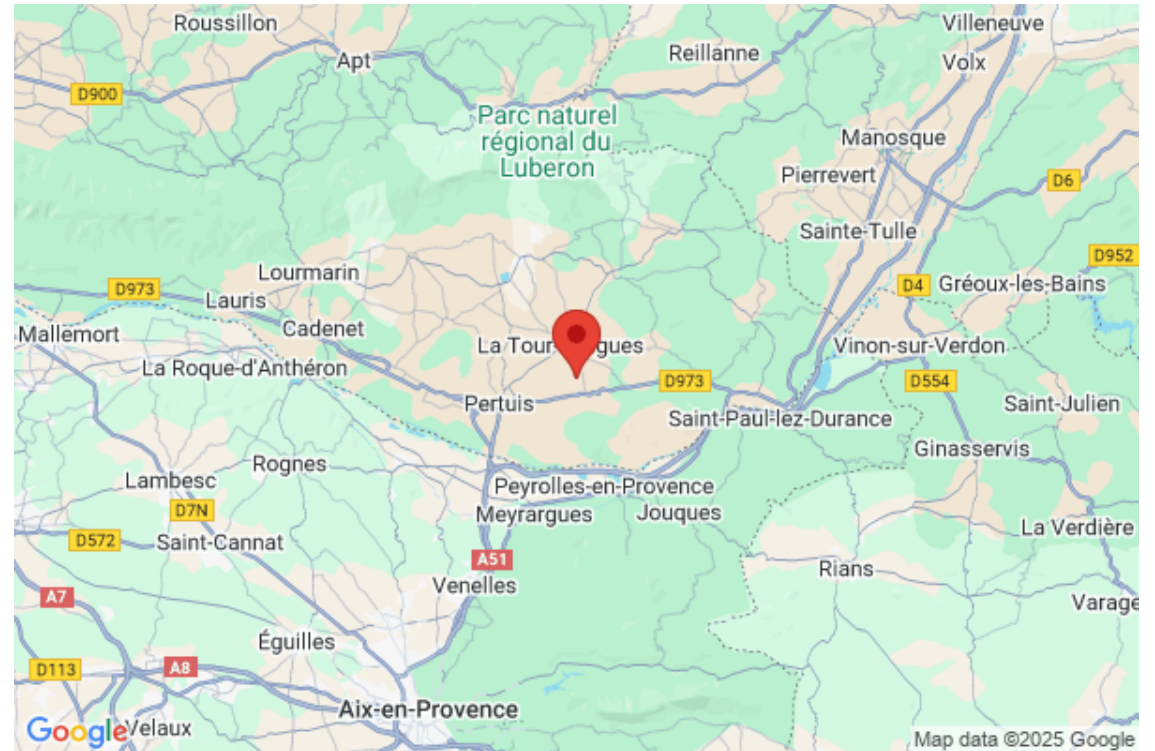 Roussillon
Villeneuve
Apt
Reillanne
Volx
D900
Parc naturel
régional du
Luberon
Manosque
Pierrevert
D6
Sainte-Tulle
D952
Lourmarin
D4
Gréoux-les-Bains
D973
Lauris
Mallemort
Cadenet
La Tour
gues
Vinon-sur-Verdon
La Roque-d'Anthéron
D973
D554
Pertuis
Saint-Julien
Saint-Paul-lez-Durance
Ginasservis
Rognes
Lambesc
Peyrolles-en-Provence
D7N
Meyrargues
Jouques
La Verdière
D572
Saint-Cannat
A51
Rians
Venelles
A7
Varage
Éguilles
D113
A8
Aix-en-Provence
Google
Velaux
Map data ©2025 Google